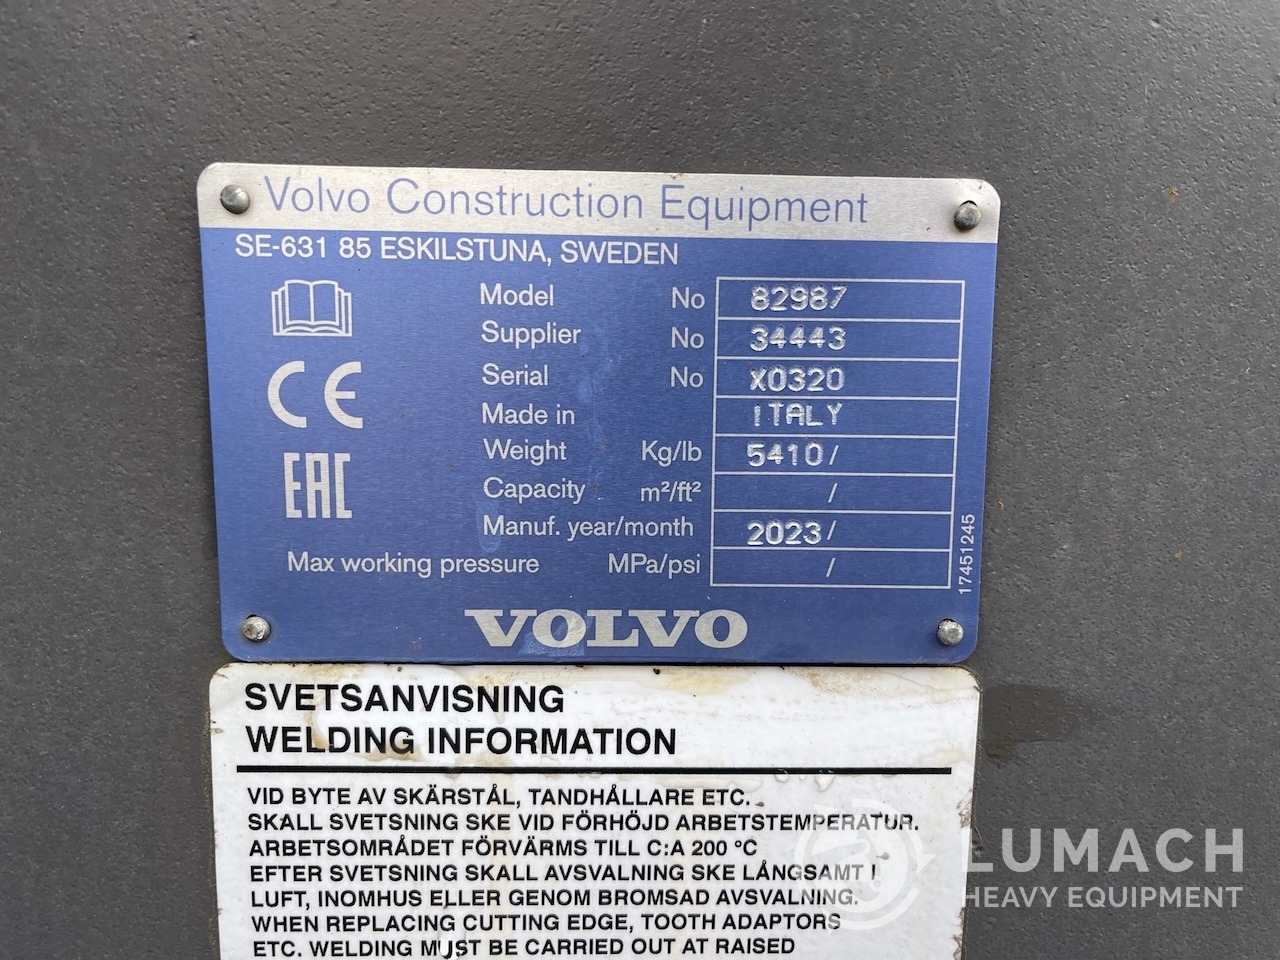 Volvo Construction Equipment
SE-631 85 ESKILSTUNA, SWEDEN
Model No 82987
Supplier No 34443
Serial No X0320
Made in ITALY
Weight Kg/lb 5410/
Capacity m²/ft² /
Manuf. year/month 2023/
Max working pressure MPa/psi /
17451245
CE
EAC
VOLVO
SVETSANVISNING
WELDING INFORMATION
VID BYTE AV SKÄRSTÅL, TANDHÅLLARE ETC.
SKALL SVETSNING SKE VID FÖRHÖJD ARBETSTEMPERATUR.
ARBETSOMRÅDET FÖRVÄRMS TILL C:A 200 °C
EFTER SVETSNING SKALL AVSVALNING SKE LÅNGSAMT I
LUFT, INOMHUS ELLER GENOM BROMSAD AVSVALNING.
WHEN REPLACING CUTTING EDGE, TOOTH ADAPTORS
ETC. WELDING MUST BE CARRIED OUT AT RAISED
LUMACH
HEAVY EQUIPMENT